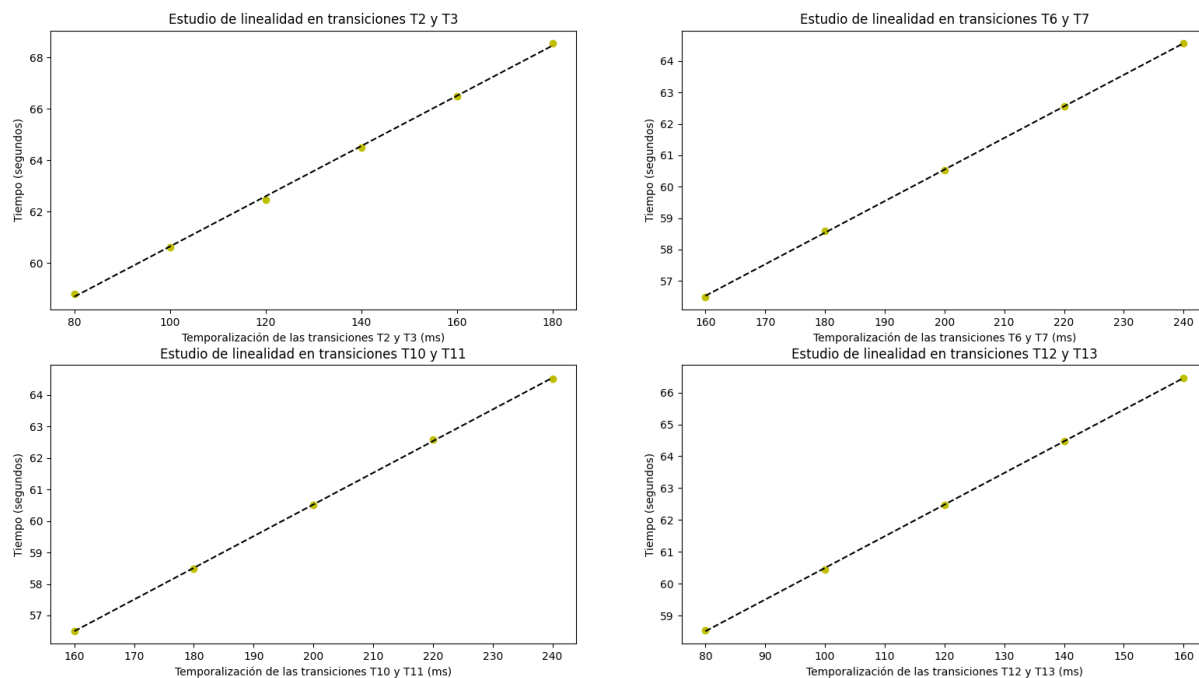 Estudio de linealidad en transiciones T2 y T3
Tiempo (segundos)
68
66
64
62
60
80 100 120 140 160 180
Temporalización de las transiciones T2 y T3 (ms)
Estudio de linealidad en transiciones T6 y T7
Tiempo (segundos)
64
63
62
61
60
59
58
57
160 170 180 190 200 210 220 230 240
Temporalización de las transiciones T6 y T7 (ms)
Estudio de linealidad en transiciones T10 y T11
Tiempo (segundos)
64
63
62
61
60
59
58
57
160 170 180 190 200 210 220 230 240
Temporalización de las transiciones T10 y T11 (ms)
Estudio de linealidad en transiciones T12 y T13
Tiempo (segundos)
66
65
64
63
62
61
60
59
80 90 100 110 120 130 140 150 160
Temporalización de las transiciones T12 y T13 (ms)